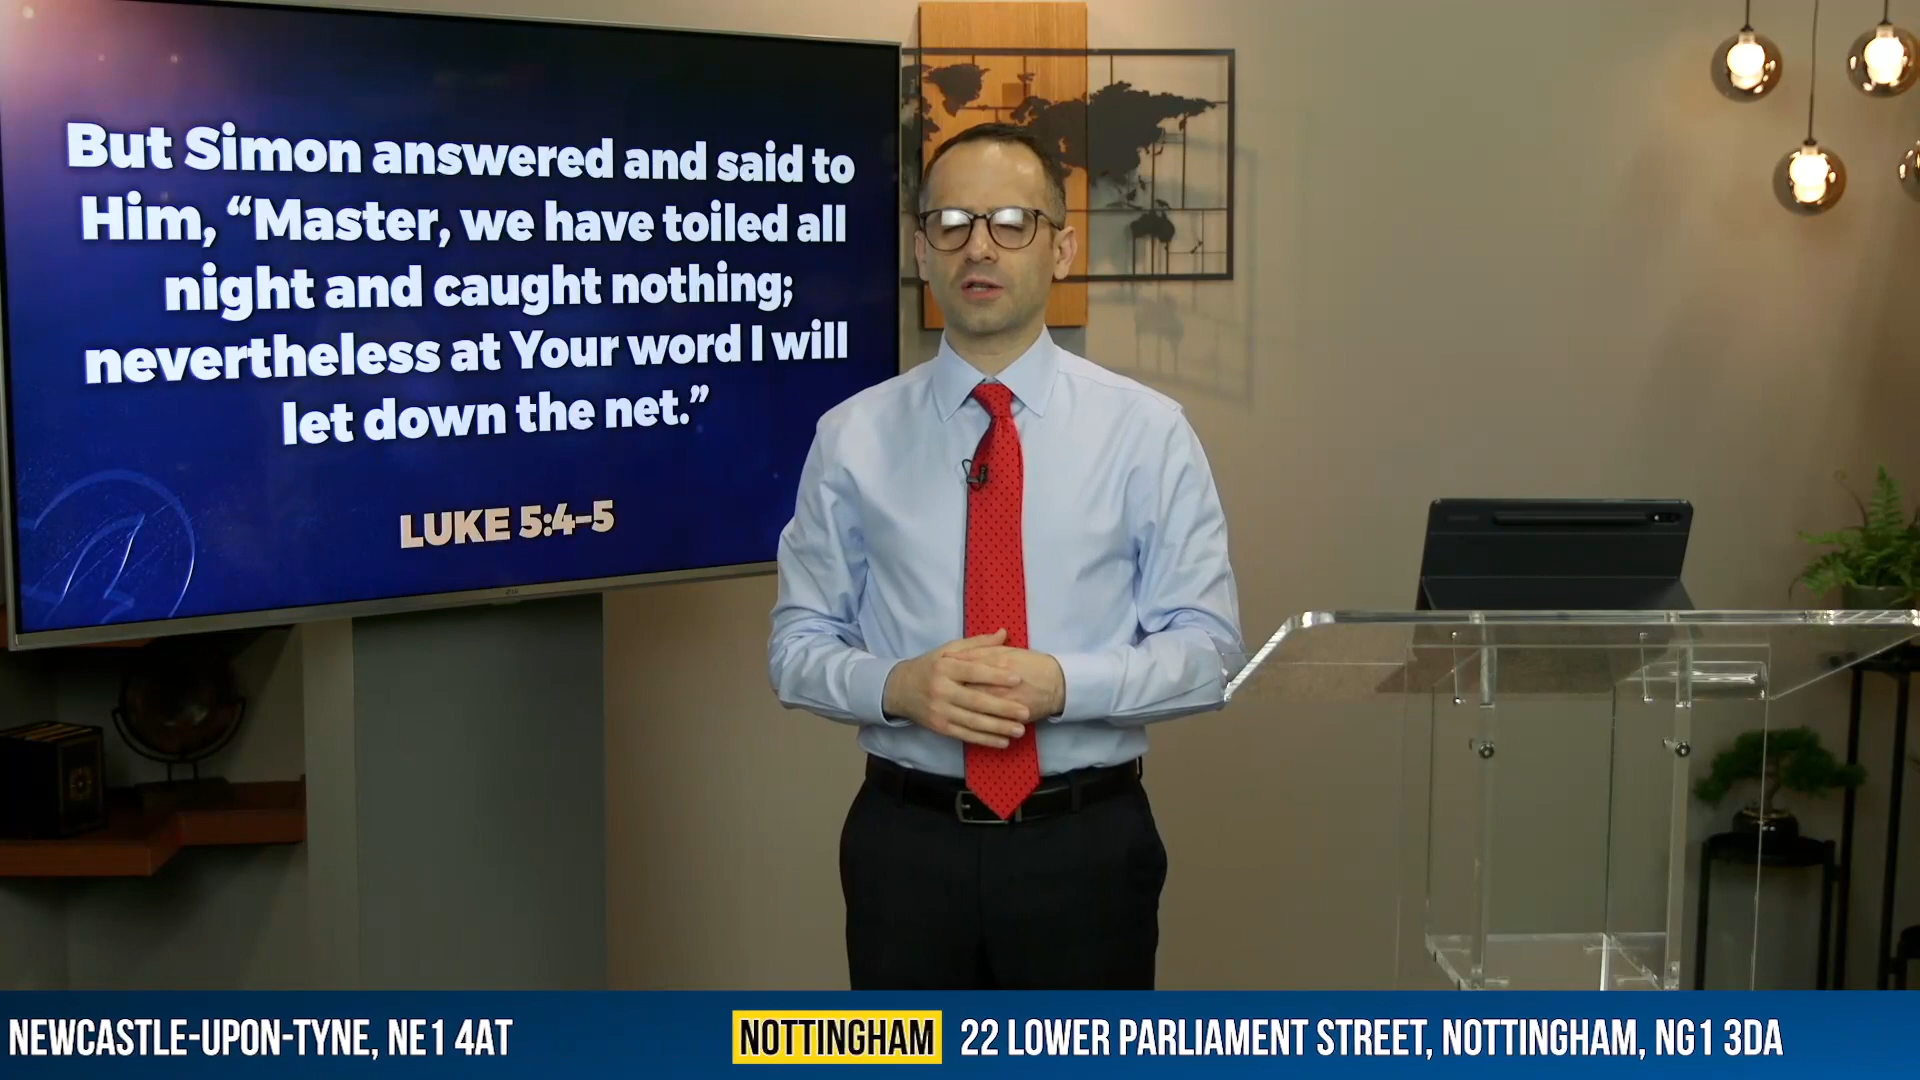 But Simon answered and said to
Him, “Master, we have toiled all
night and caught nothing;
nevertheless at Your word I will
let down the net.”
LUKE 5:4-5
LG
NEWCASTLE-UPON-TYNE, NE1 4AT
NOTTINGHAM 22 LOWER PARLIAMENT STREET, NOTTINGHAM, NG1 3DA